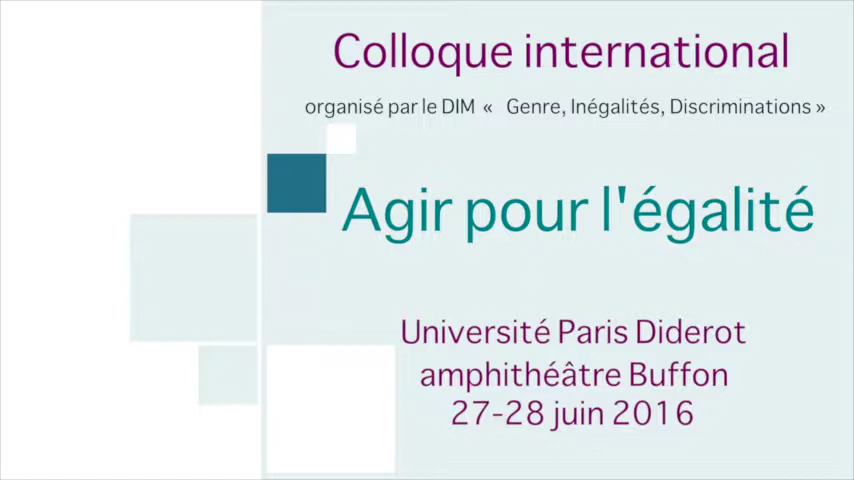 Colloque international
organisé par le DIM « Genre, Inégalités, Discriminations »
Agir pour l'égalité
Université Paris Diderot
amphithéâtre Buffon
27-28 juin 2016